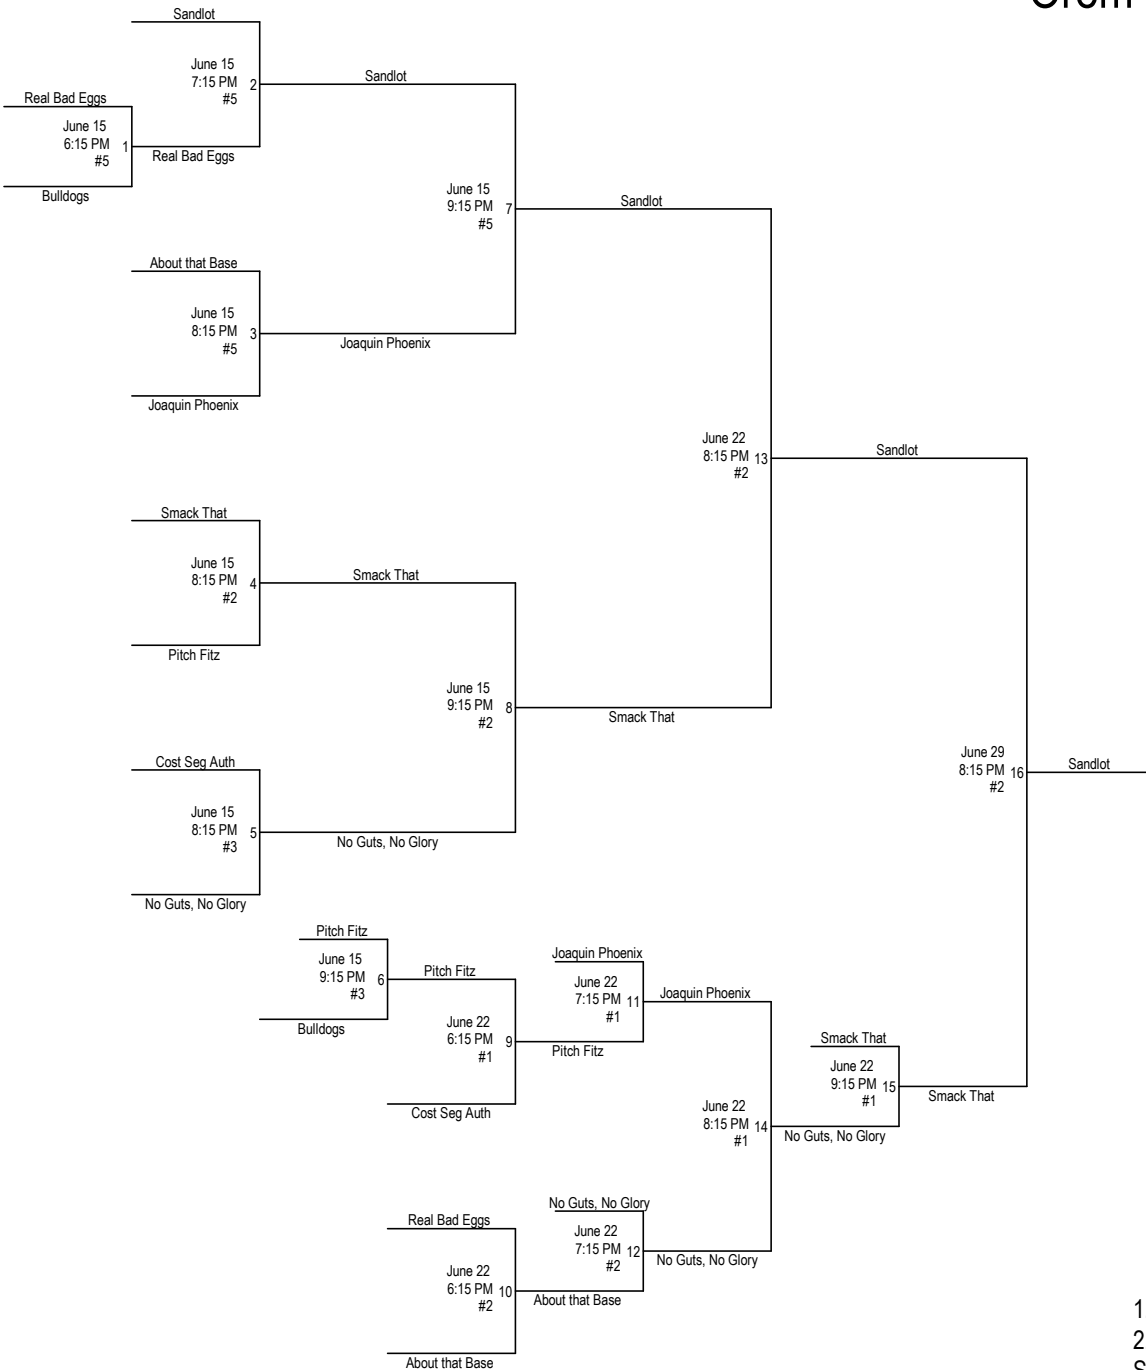 Sandlot
June 15
7:15 PM 2
#5
Sandlot
Real Bad Eggs
June 15
6:15 PM 1
#5
Real Bad Eggs
Bulldogs
June 15
9:15 PM 7
#5
Sandlot
About that Base
June 15
8:15 PM 3
#5
Joaquin Phoenix
Joaquin Phoenix
June 22
8:15 PM 13
#2
Sandlot
Smack That
June 15
8:15 PM 4
#2
Smack That
Pitch Fitz
June 15
9:15 PM 8
#2
Smack That
Cost Seg Auth
June 15
8:15 PM 5
#3
No Guts, No Glory
No Guts, No Glory
June 29
8:15 PM 16
#2
Sandlot
Pitch Fitz
June 15
9:15 PM 6
#3
Pitch Fitz
Bulldogs
June 22
6:15 PM 9
#1
Pitch Fitz
Cost Seg Auth
Joaquin Phoenix
June 22
7:15 PM 11
#1
Joaquin Phoenix
June 22
8:15 PM 14
#1
No Guts, No Glory
Smack That
June 22
9:15 PM 15
#1
Smack That
No Guts, No Glory
June 22
7:15 PM 12
#2
No Guts, No Glory
Real Bad Eggs
June 22
6:15 PM 10
#2
About that Base
About that Base
1
2